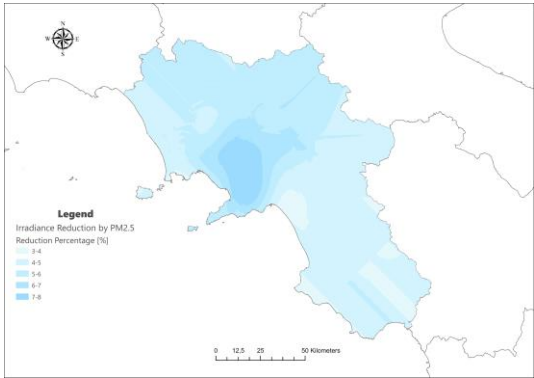 N
W E
S
Legend
Irradiance Reduction by PM2.5
Reduction Percentage [%]
3-4
4-5
5-6
6-7
7-8
0 12,5 25 50 Kilometers